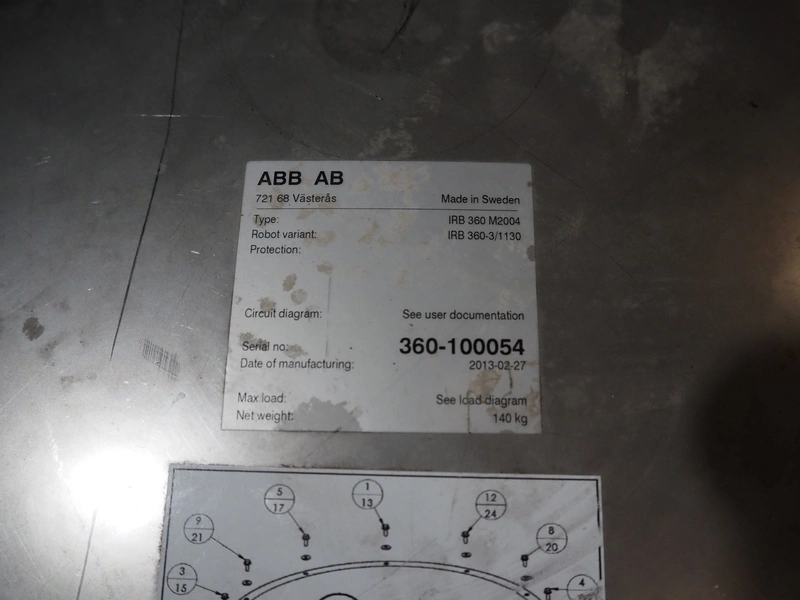 ABB AB
721 68 Västerås Made in Sweden
Type: IRB 360 M2004
Robot variant: IRB 360-3/1130
Protection:
Circuit diagram: See user documentation
Serial no: 360-100054
Date of manufacturing: 2013-02-27
Max load: See load diagram
Net weight: 140 kg
1
13
5
17
12
24
9
21
8
20
3
15
4